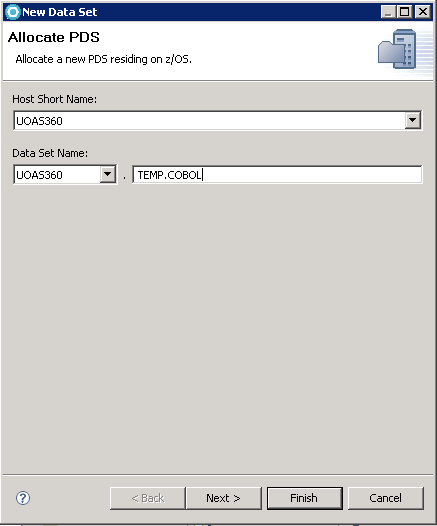 New Data Set
Allocate PDS
Allocate a new PDS residing on z/OS.
Host Short Name:
UOAS360
Data Set Name:
UOAS360 . TEMP.COBOL
? < Back Next > Finish Cancel